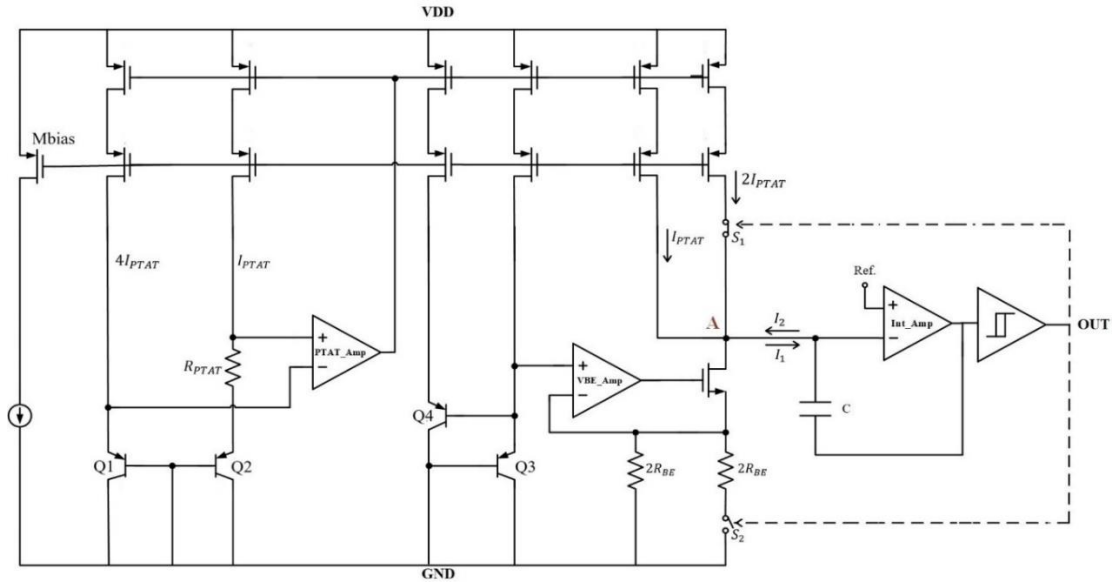 VDD
Mbias
2I_PTAT
S_1
4I_PTAT
I_PTAT
I_PTAT
Ref.
A
I_2
I_1
Int_Amp
OUT
+
−
R_PTAT
+
PTAT_Amp
−
+
VBE_Amp
−
C
Q4
Q1
Q2
Q3
2R_BE
2R_BE
S_2
GND